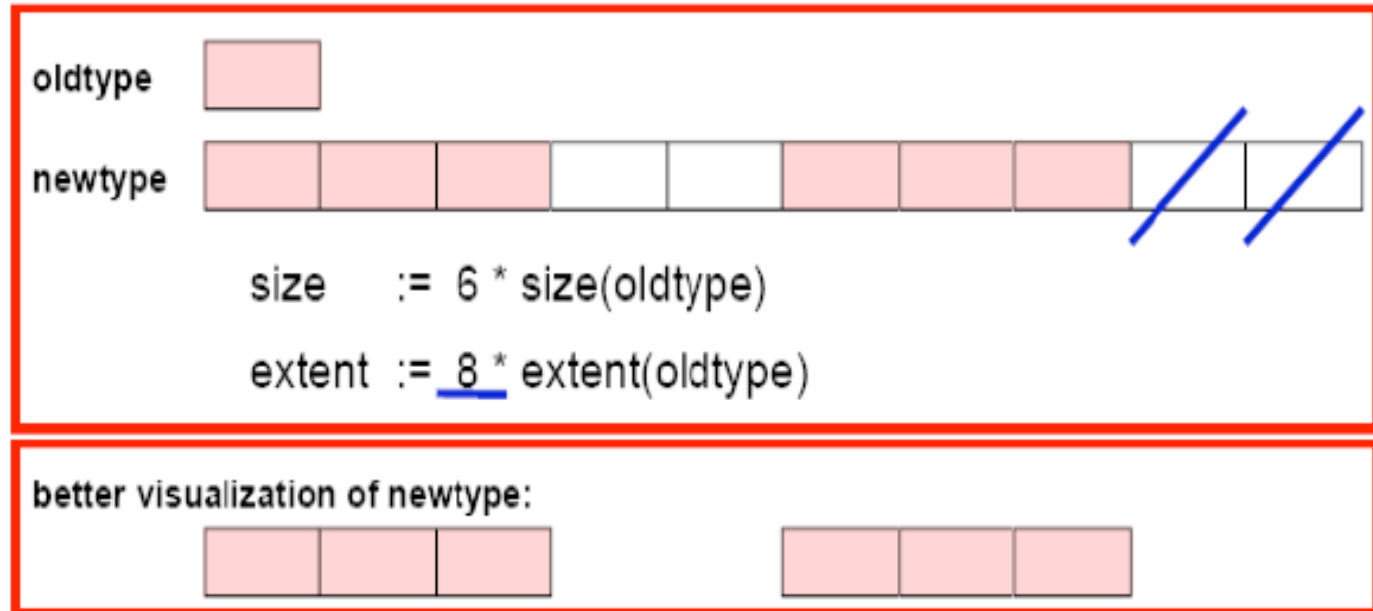 oldtype
newtype
size := 6 * size(oldtype)
extent := 8 * extent(oldtype)
better visualization of newtype: